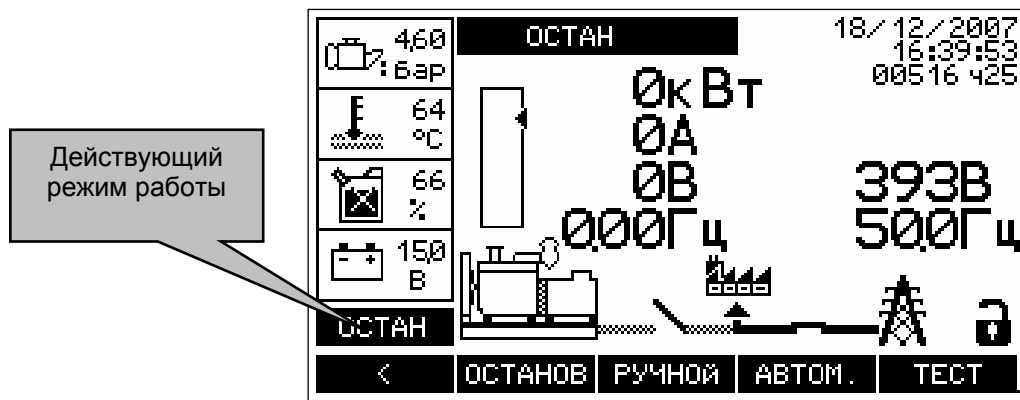 ОСТАН
18/12/2007
16:39:53
00516 ч25
4,60
бар
64
°C
66
%
15,0
В
ОСТАН
0кВт
0А
0В
393В
0,00Гц
50,0Гц
Действующий
режим работы
< ОСТАНОВ РУЧНОЙ АВТОМ. ТЕСТ